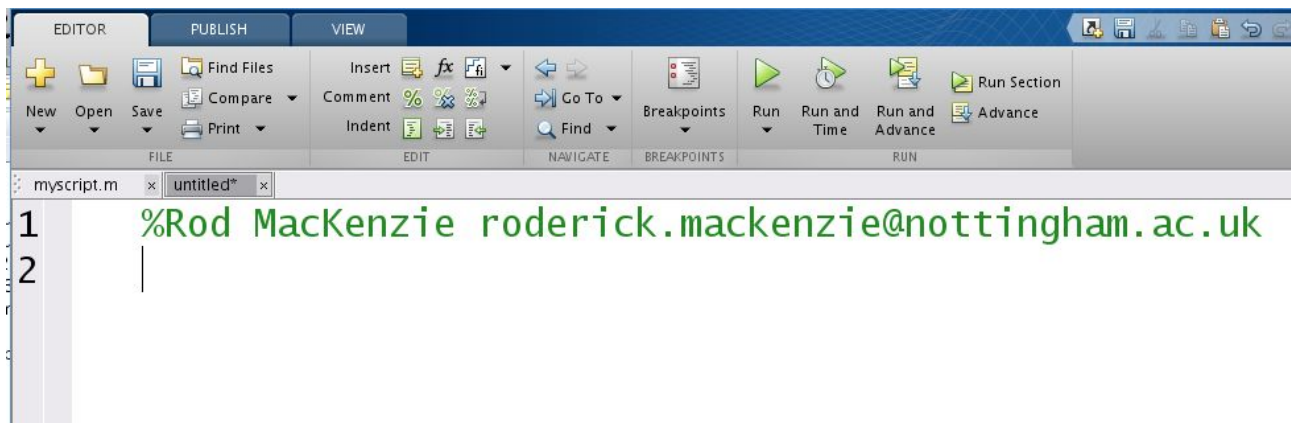 EDITOR PUBLISH VIEW
Find Files Insert fx
New Open Save Compare Comment Go To Breakpoints Run Run and Time Run and Advance Run Section Advance
Print Indent Find
FILE EDIT NAVIGATE BREAKPOINTS RUN
myscript.m × untitled* ×
1 %Rod MacKenzie roderick.mackenzie@nottingham.ac.uk
2